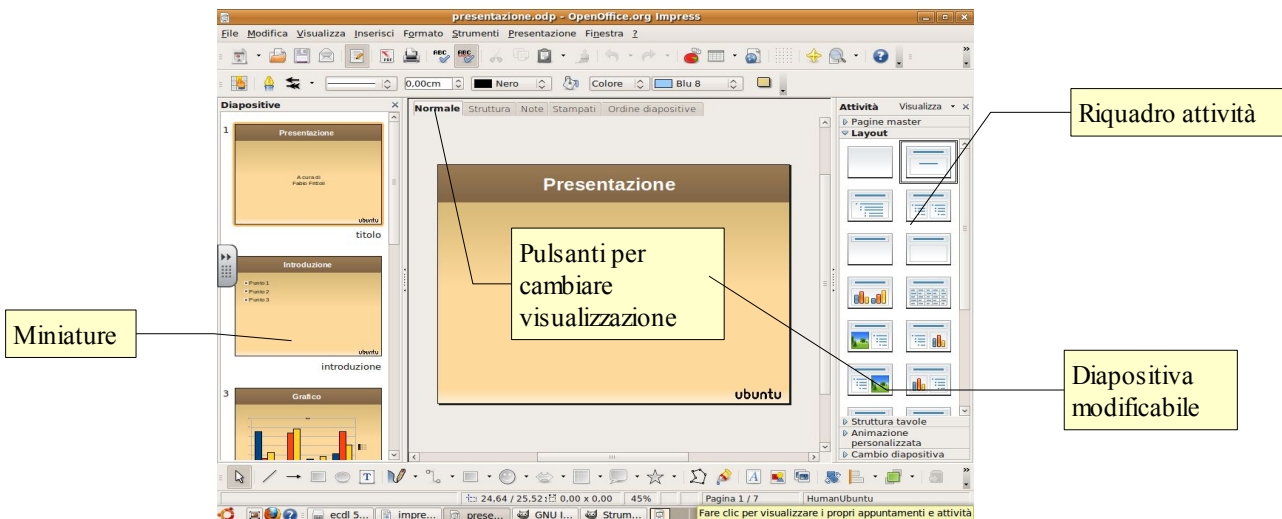 presentazione.odp - OpenOffice.org Impress
File Modifica Visualizza Inserisci Formato Strumenti Presentazione Finestra ?
0,00cm Nero Colore Blu 8
Diapositive
Normale Struttura Note Stampati Ordine diapositive
Attività Visualizza
Pagine master
Layout
1
Presentazione
A cura di
ubuntu
titolo
Introduzione
Punto 1
Punto 2
Punto 3
ubuntu
introduzione
3
Grafico
Presentazione
ubuntu
Struttura tavole
Animazione
personalizzata
Cambio diapositiva
Miniature
Pulsanti per
cambiare
visualizzazione
Riquadro attività
Diapositiva
modificabile
24,64 / 25,52 0,00 x 0,00 45% Pagina 1 / 7 HumanUbuntu
ecdl 5... impre... prese... GNU I... Strum...
Fare clic per visualizzare i propri appuntamenti e attività